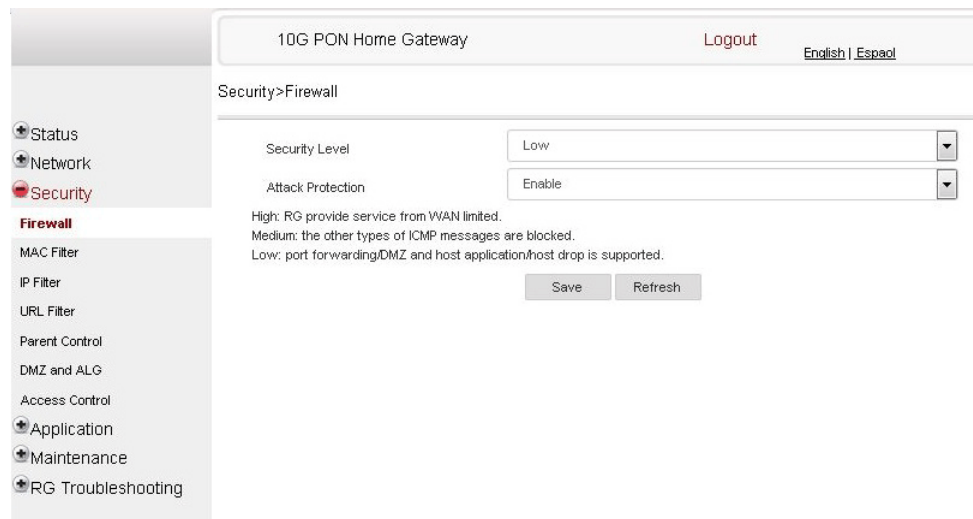 10G PON Home Gateway
Logout
English | Espaol
Security>Firewall
Status
Network
Security
Firewall
MAC Filter
IP Filter
URL Filter
Parent Control
DMZ and ALG
Access Control
Application
Maintenance
RG Troubleshooting
Security Level
Low
Attack Protection
Enable
High: RG provide service from WAN limited.
Medium: the other types of ICMP messages are blocked.
Low: port forwarding/DMZ and host application/host drop is supported.
Save
Refresh